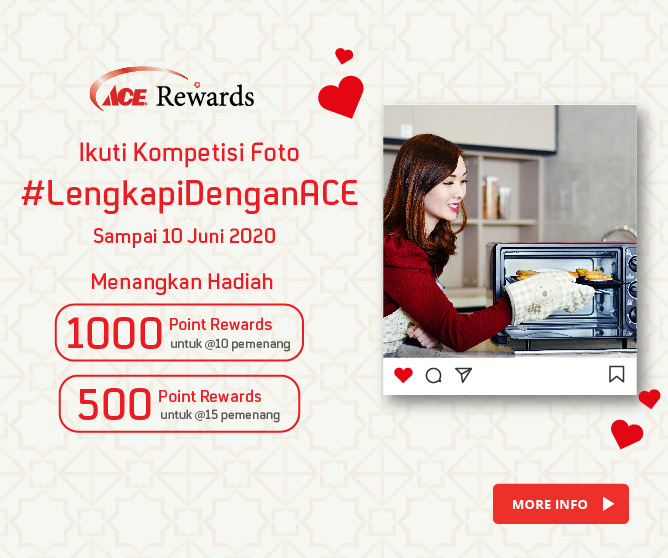 ACE Rewards
Ikuti Kompetisi Foto
#LengkapiDenganACE
Sampai 10 Juni 2020
Menangkan Hadiah
1000 Point Rewards
untuk @10 pemenang
500 Point Rewards
untuk @15 pemenang
MORE INFO